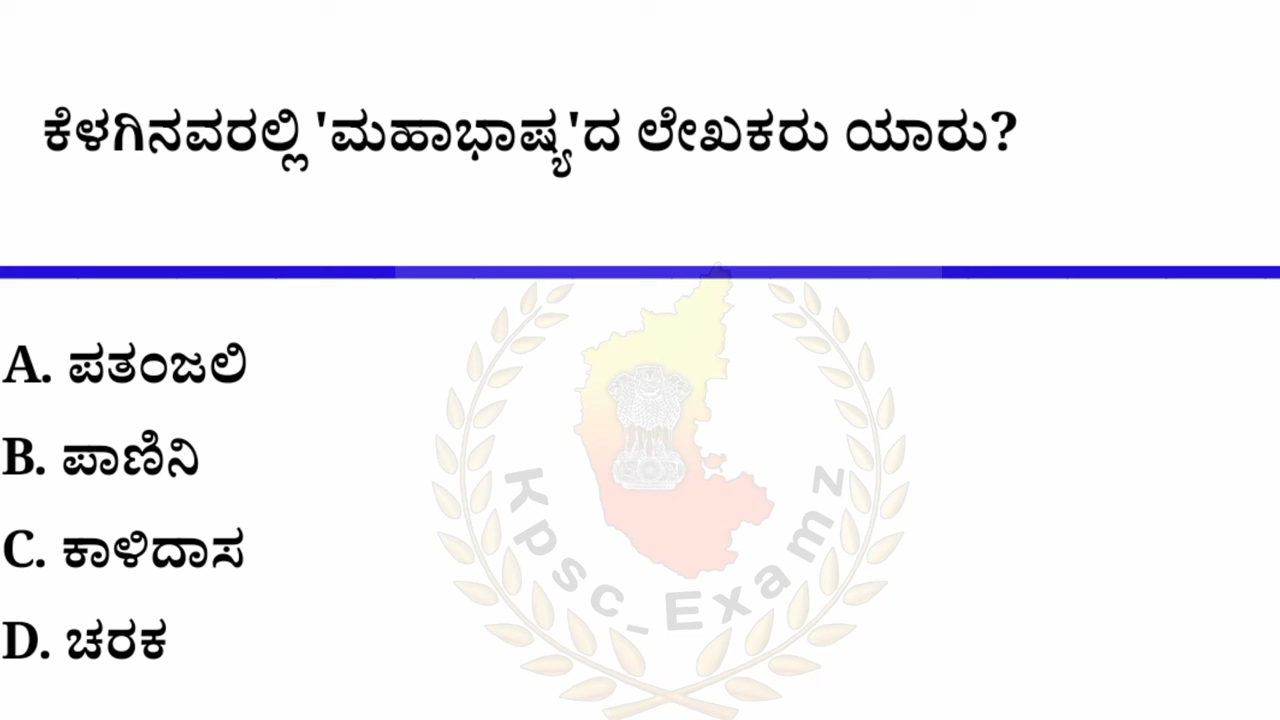 ಕೆಳಗಿನವರಲ್ಲಿ 'ಮಹಾಭಾಷ್ಯ'ದ ಲೇಖಕರು ಯಾರು?
A. ಪತಂಜಲಿ
B. ಪಾಣಿನಿ
C. ಕಾಳಿದಾಸ
D. ಚರಕ
Kpsc_Examz